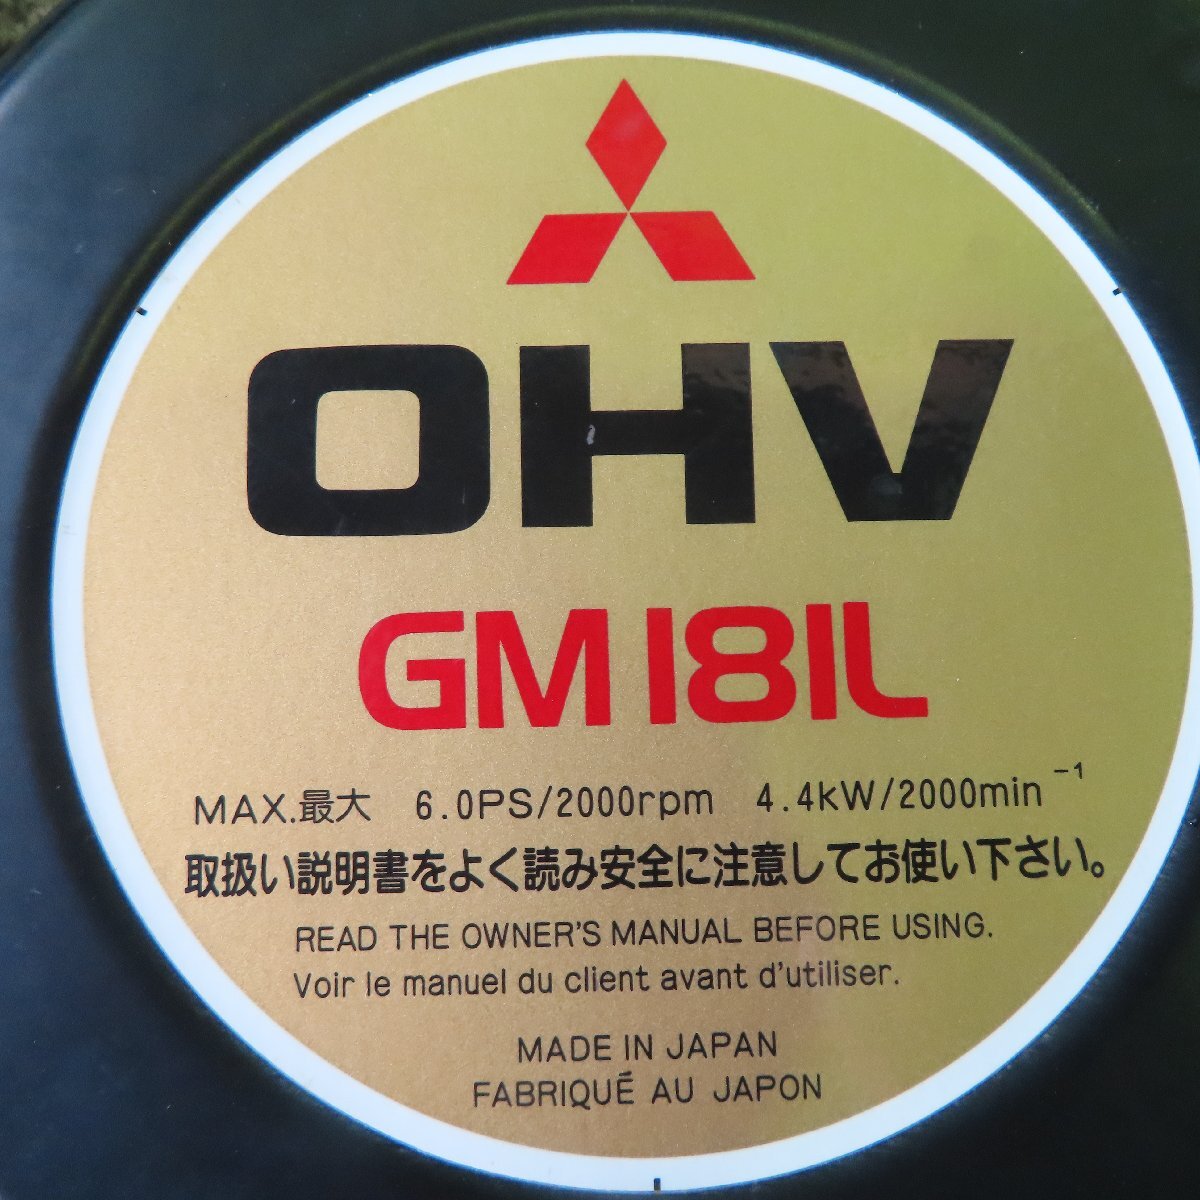 OHV
GM181L
MAX.最大 6.0PS/2000rpm 4.4kW/2000min⁻¹
取扱い説明書をよく読み安全に注意してお使い下さい。
READ THE OWNER'S MANUAL BEFORE USING.
Voir le manuel du client avant d'utiliser.
MADE IN JAPAN
FABRIQUÉ AU JAPON